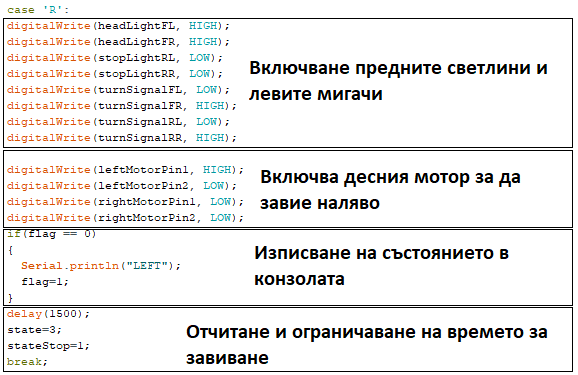 case 'R':
digitalWrite(headLightFL, HIGH);
digitalWrite(headLightFR, HIGH);
digitalWrite(stopLightRL, LOW);
digitalWrite(stopLightRR, LOW);
digitalWrite(turnSignalFL, LOW);
digitalWrite(turnSignalFR, HIGH);
digitalWrite(turnSignalRL, LOW);
digitalWrite(turnSignalRR, HIGH);
Включване предните светлини и
левите мигачи
digitalWrite(leftMotorPin1, HIGH);
digitalWrite(leftMotorPin2, LOW);
digitalWrite(rightMotorPin1, LOW);
digitalWrite(rightMotorPin2, LOW);
Включва десния мотор за да
завие наляво
if(flag == 0)
{
Serial.println("LEFT");
flag=1;
}
Изписване на състоянието в
конзолата
delay(1500);
state=3;
stateStop=1;
break;
Отчитане и ограничаване на времето за
завиване